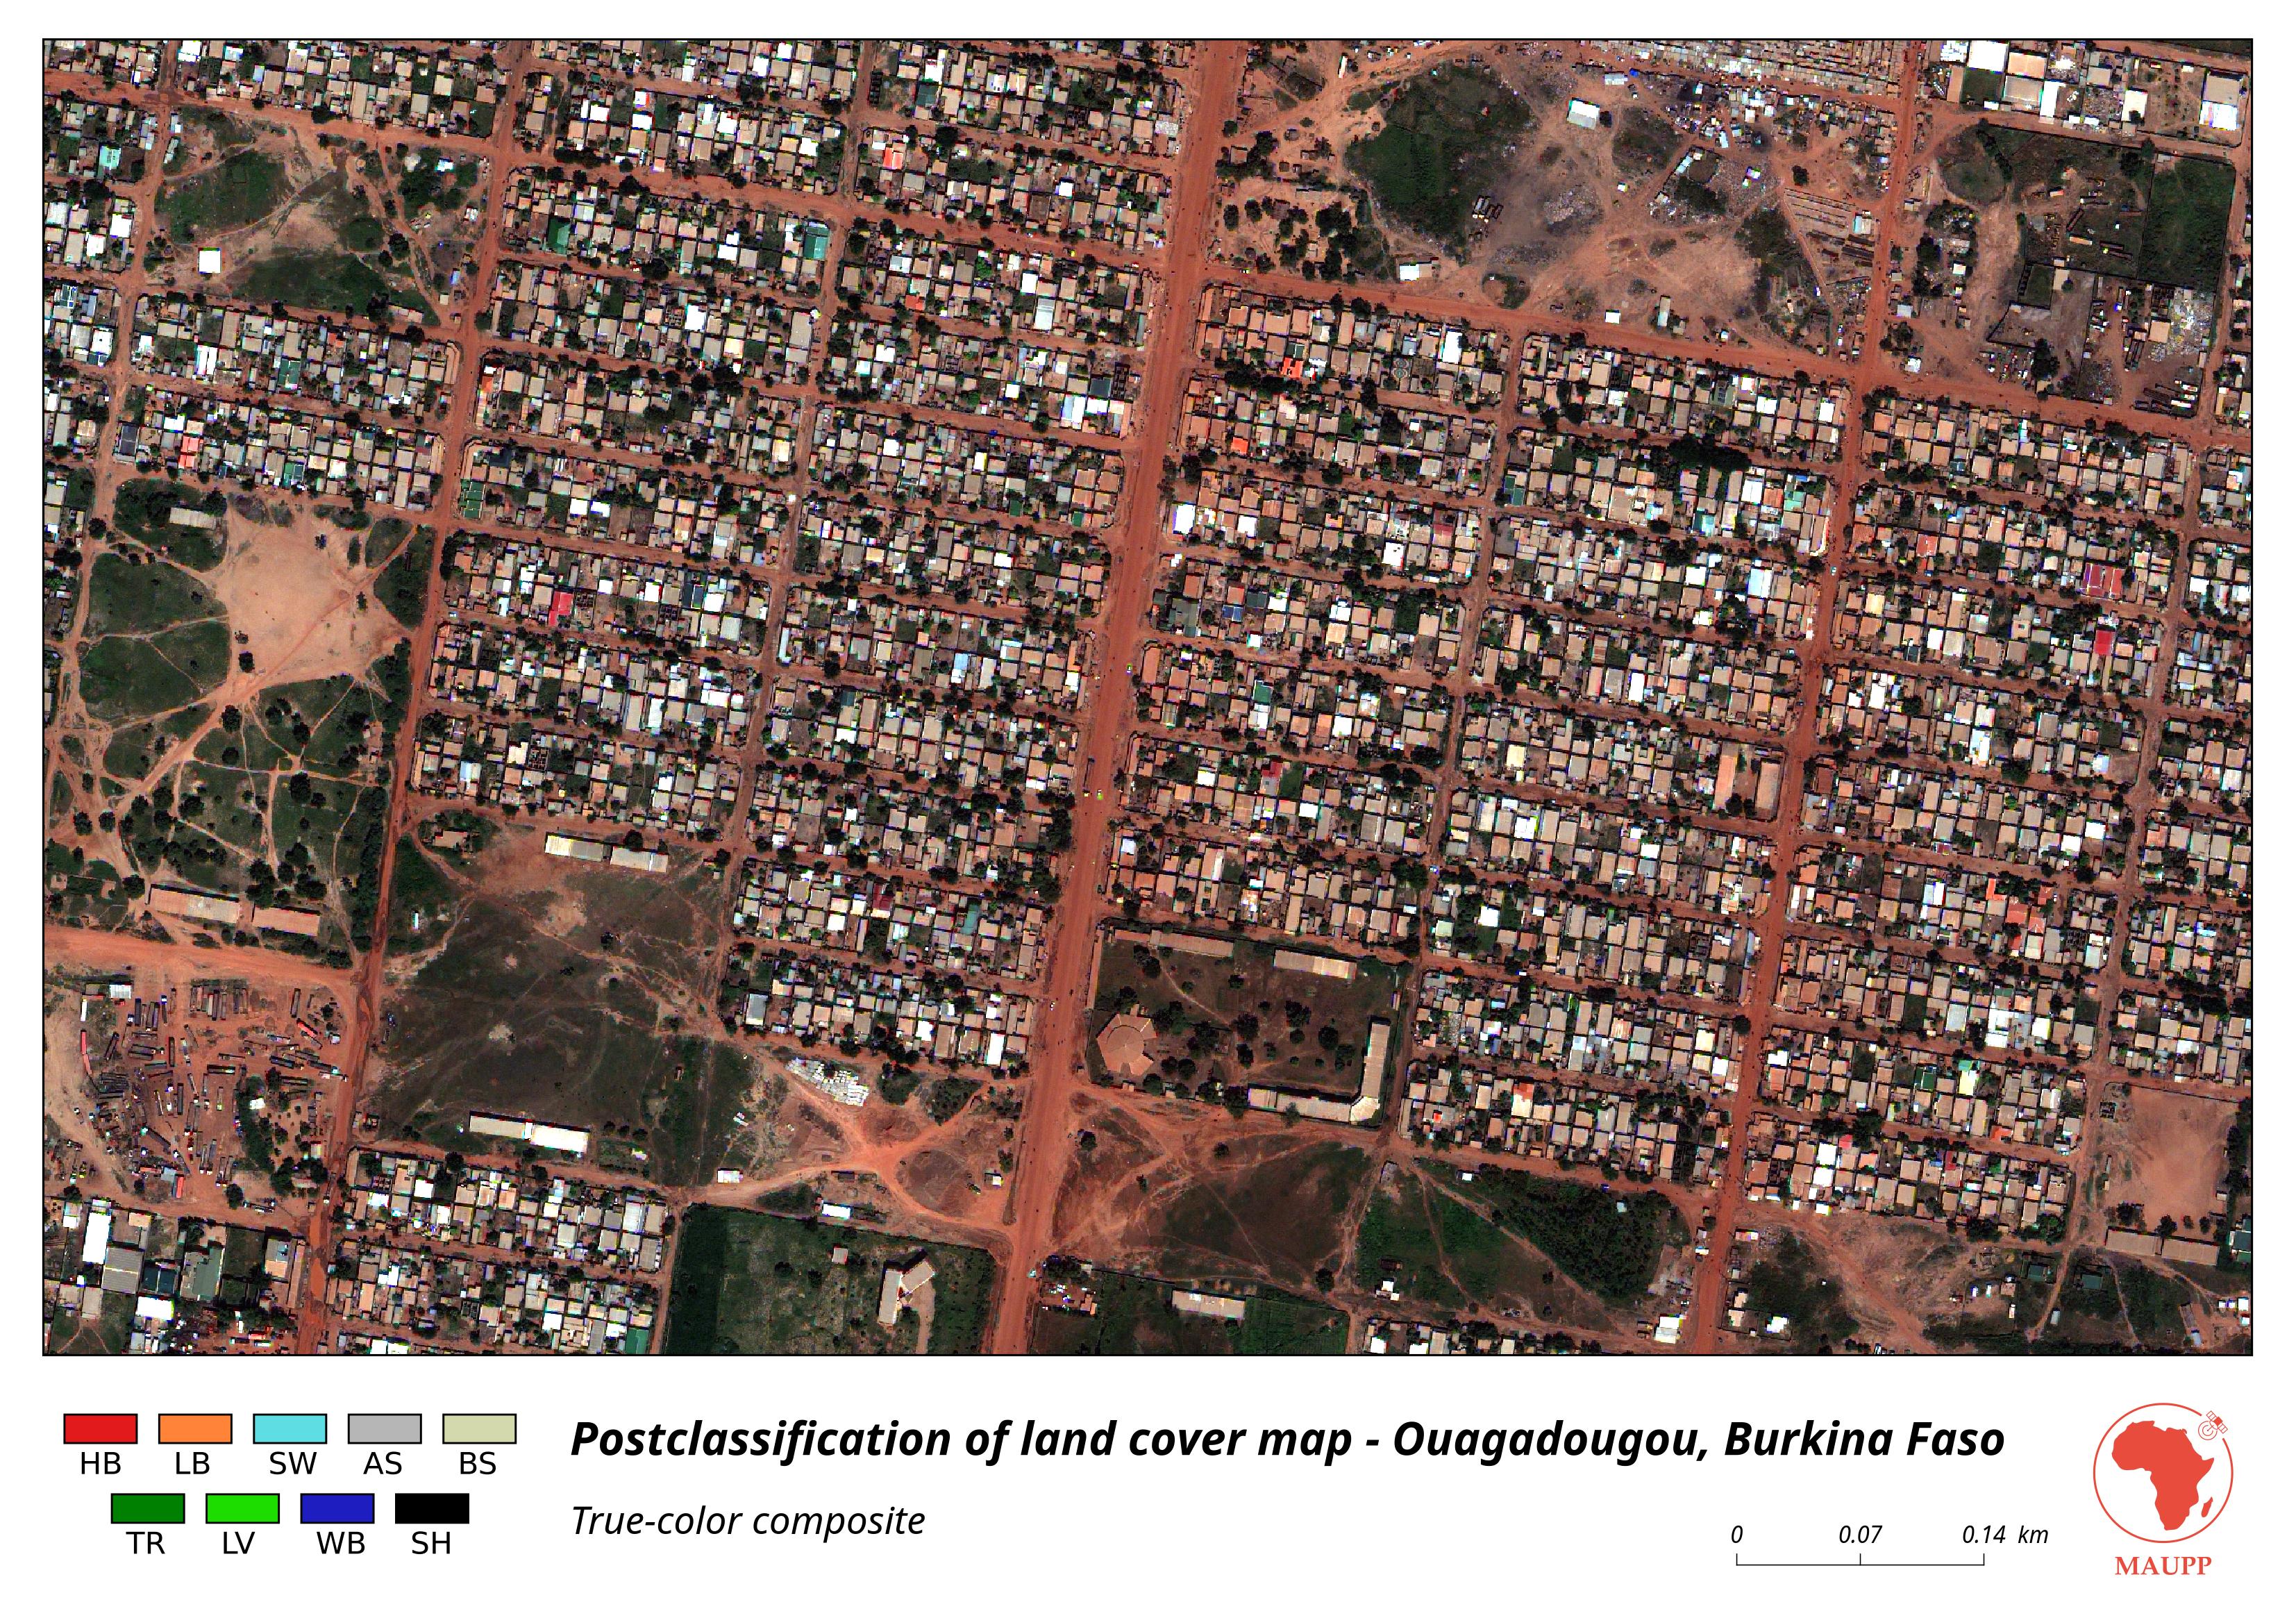 HB LB SW AS BS
TR LV WB SH
Postclassification of land cover map - Ouagadougou, Burkina Faso
True-color composite
0 0.07 0.14 km
MAUPP